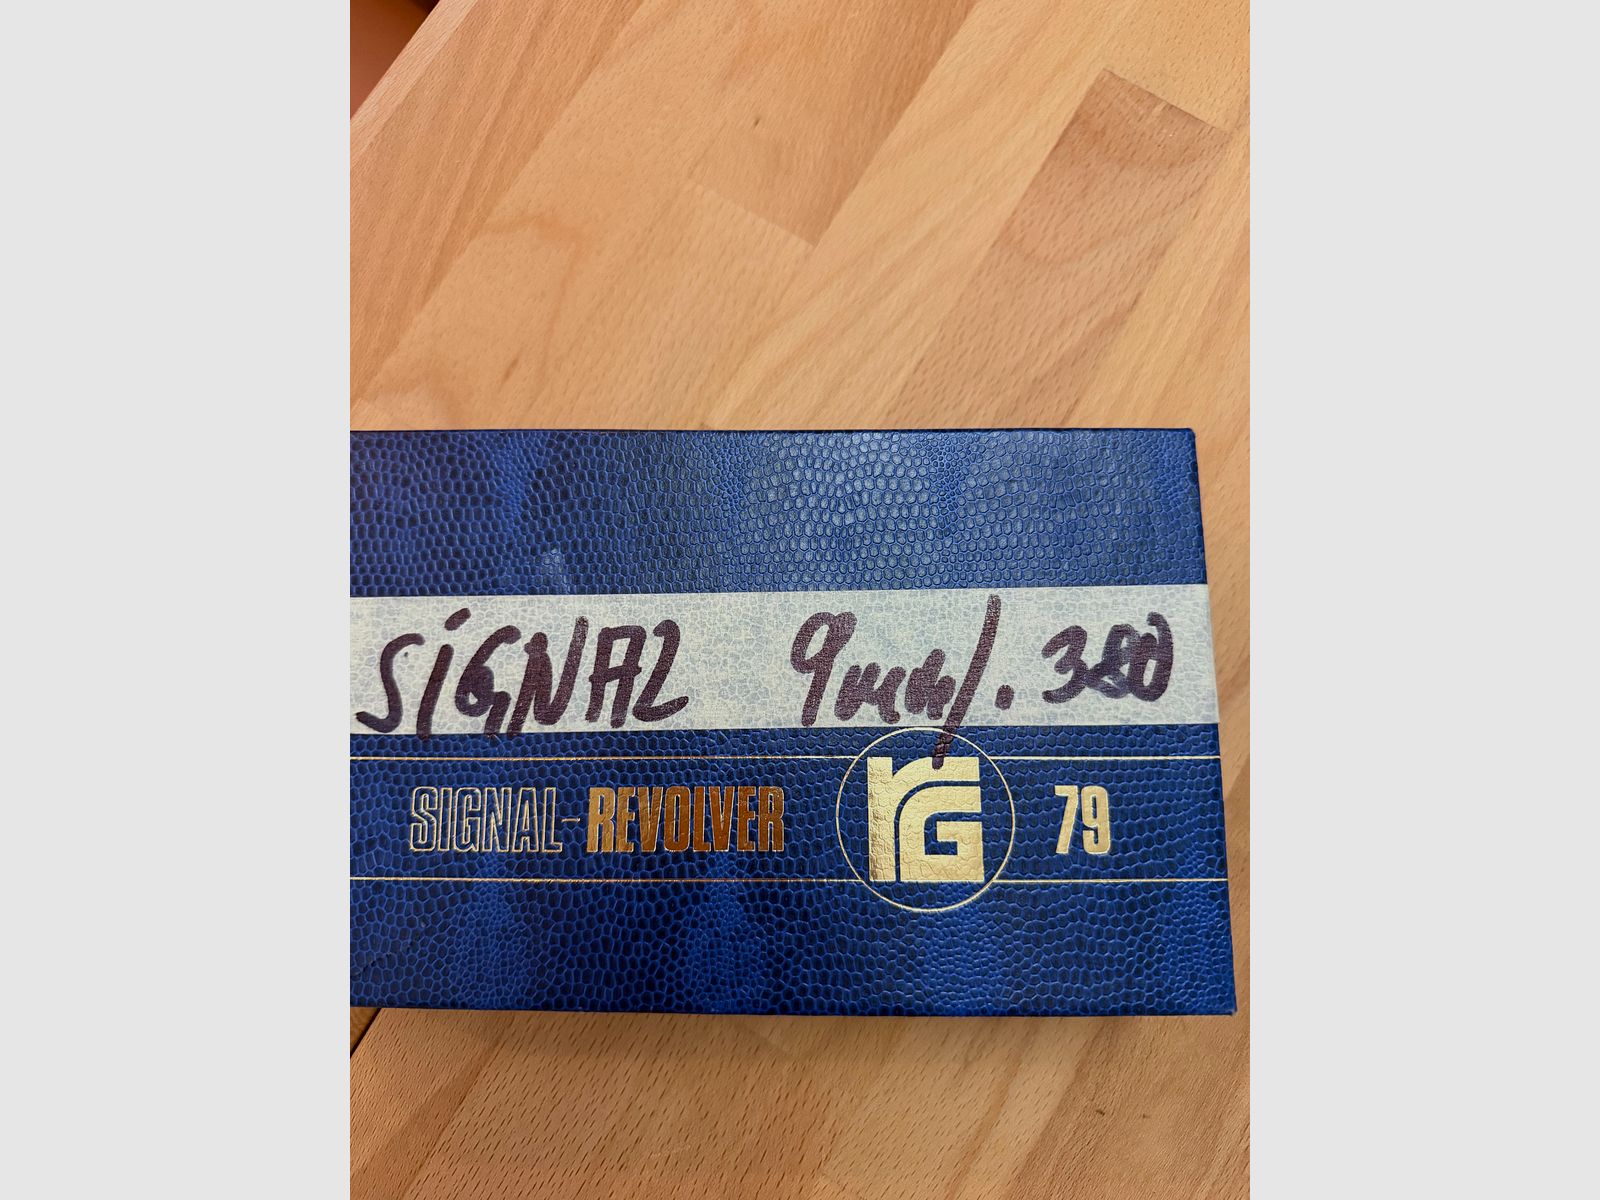 SiGNAL 9mm/.380
SIGNAL-REVOLVER RG 79